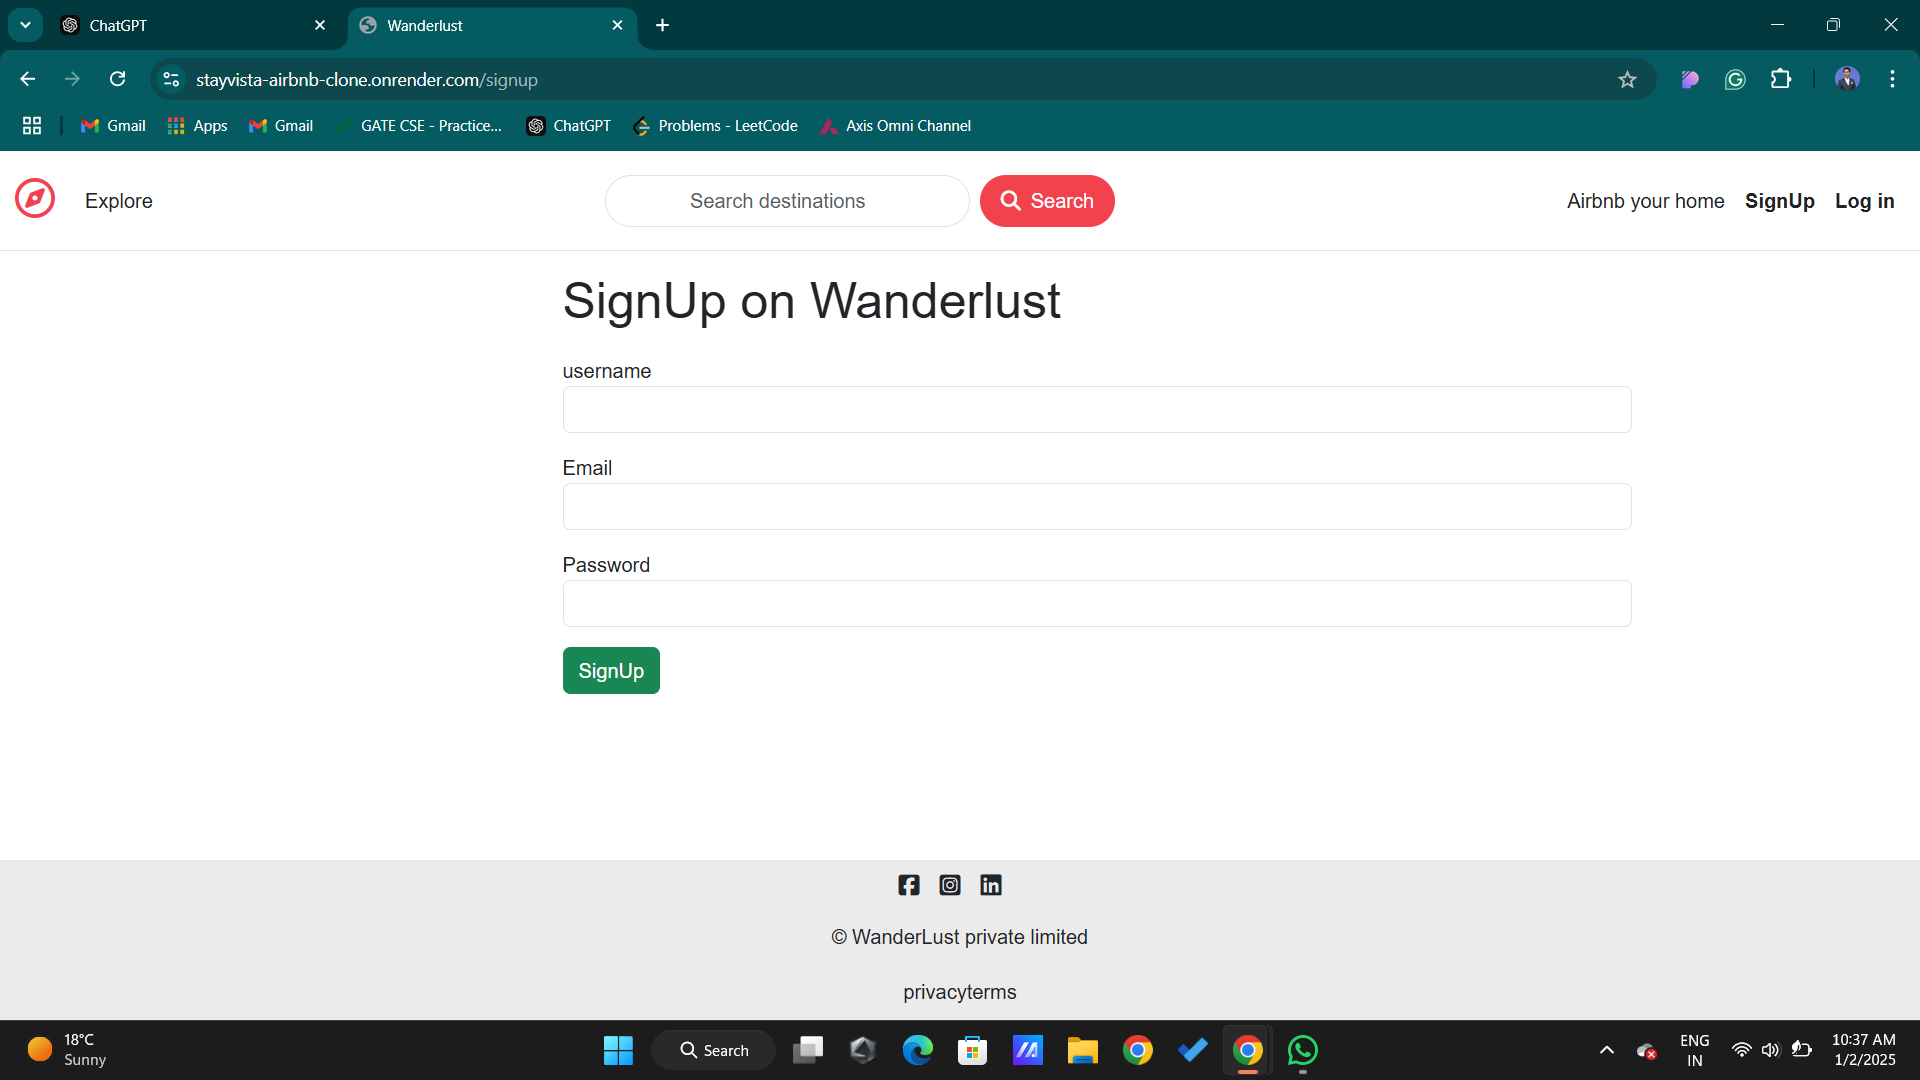 ChatGPT
Wanderlust
stayvista-airbnb-clone.onrender.com/signup
Gmail
Apps
Gmail
GATE CSE - Practice...
ChatGPT
Problems - LeetCode
Axis Omni Channel
Explore
Search destinations
Search
Airbnb your home
SignUp
Log in
SignUp on Wanderlust
username
Email
Password
SignUp
© WanderLust private limited
privacyterms
18°C
Sunny
Search
ENG
IN
10:37 AM
1/2/2025